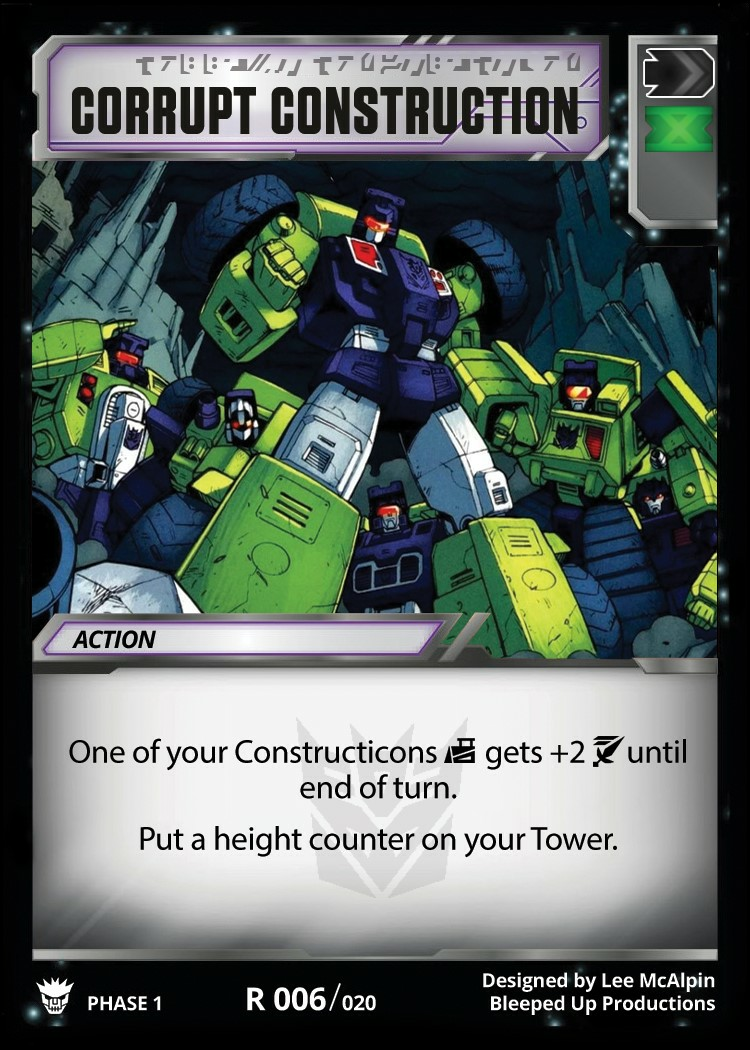 CORRUPT CONSTRUCTION
ACTION
One of your Constructicons gets +2 until
end of turn.
Put a height counter on your Tower.
PHASE 1
R 006/020
Designed by Lee McAlpin
Bleeped Up Productions